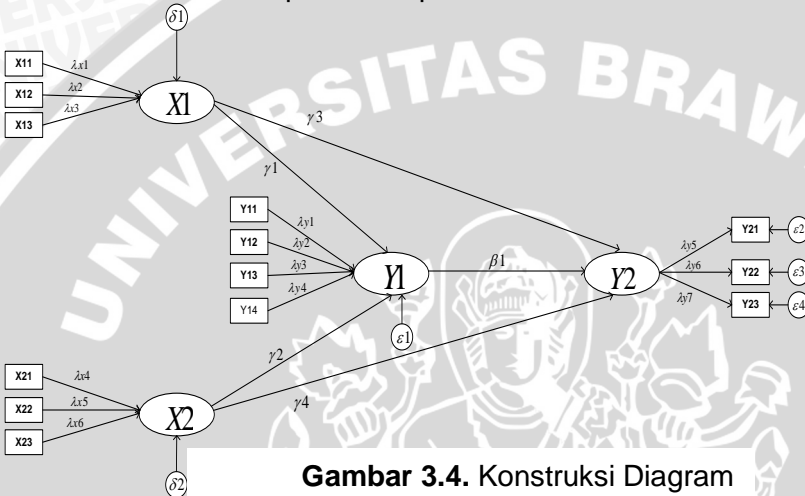 δ1
X11
λx1
X12
λx2
X13
λx3
X1
γ3
γ1
UNIVERSITAS BRAW
Y11
λy1
Y12
λy2
Y13
λy3
Y14
λy4
Y1
β1
Y2
λy5
Y21
ε2
λy6
Y22
ε3
λy7
Y23
ε4
ε1
γ2
γ4
X21
λx4
X22
λx5
X23
λx6
X2
δ2
Gambar 3.4. Konstruksi Diagram